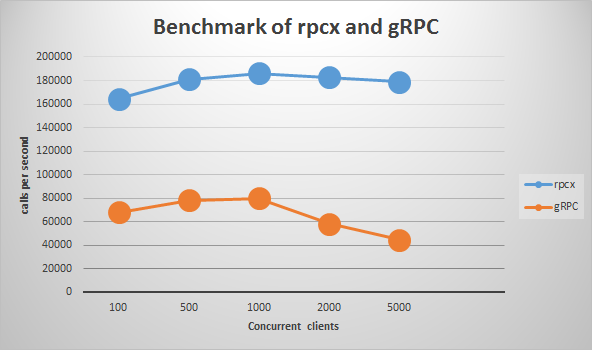 Benchmark of rpcx and gRPC
200000
180000
160000
140000
120000
100000
80000
60000
40000
20000
0
calls per second
100 500 1000 2000 5000
Concurrent clients
rpcx
gRPC